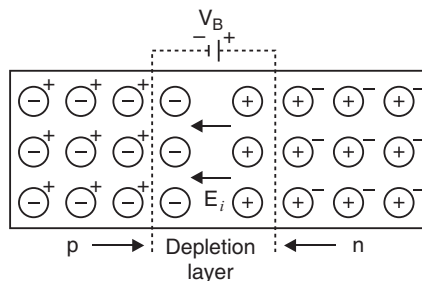 V_B
− +
− + − + − + − + + − + − + −
− + − + − + − + + − + − + −
E_i
− + − + − + − + + − + − + −
p Depletion n
layer